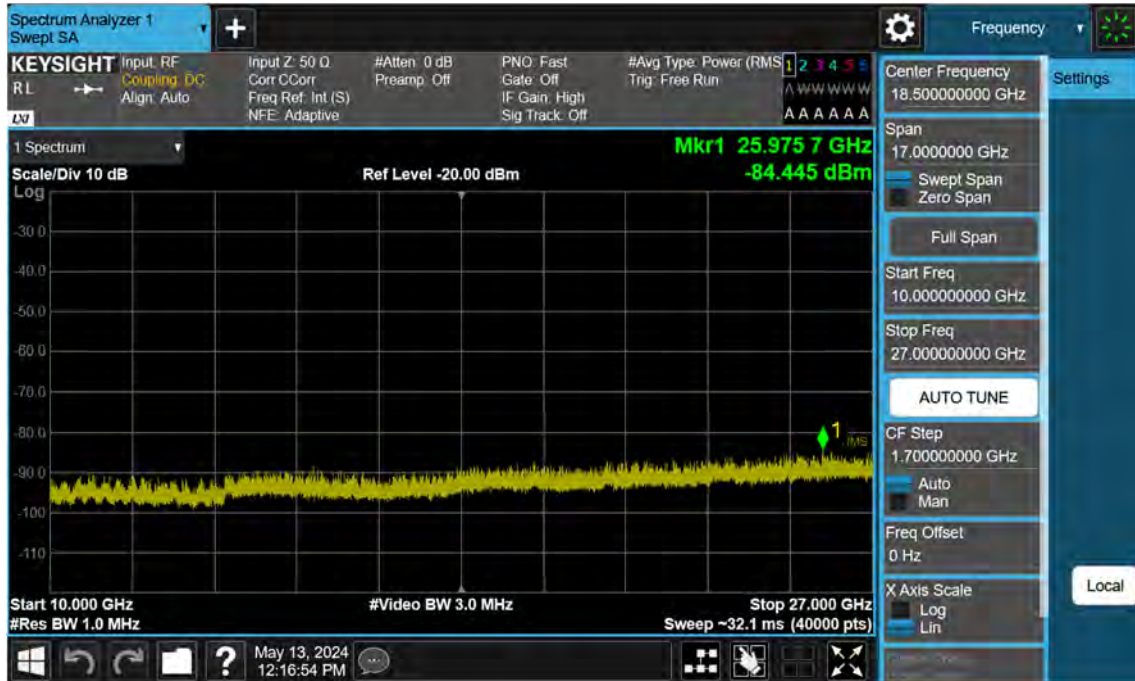 Spectrum Analyzer 1
Swept SA
+
Frequency
KEYSIGHT
RL
LXI
Input: RF
Coupling: DC
Align: Auto
Input Z: 50 Ω
Corr CCorr
Freq Ref: Int (S)
NFE: Adaptive
#Atten: 0 dB
Preamp: Off
PNO: Fast
Gate: Off
IF Gain: High
Sig Track: Off
#Avg Type: Power (RMS
Trig: Free Run
1 2 3 4 5 6
A W W W W W
A A A A A A
1 Spectrum
Scale/Div 10 dB
Ref Level -20.00 dBm
Mkr1 25.975 7 GHz
-84.445 dBm
Log
-30.0
-40.0
-50.0
-60.0
-70.0
-80.0
-90.0
-100
-110
1
RMS
Start 10.000 GHz
#Video BW 3.0 MHz
Stop 27.000 GHz
#Res BW 1.0 MHz
Sweep ~32.1 ms (40000 pts)
?
May 13, 2024
12:16:54 PM
Center Frequency
18.500000000 GHz
Settings
Span
17.0000000 GHz
Swept Span
Zero Span
Full Span
Start Freq
10.000000000 GHz
Stop Freq
27.000000000 GHz
AUTO TUNE
CF Step
1.700000000 GHz
Auto
Man
Freq Offset
0 Hz
X Axis Scale
Log
Lin
Local